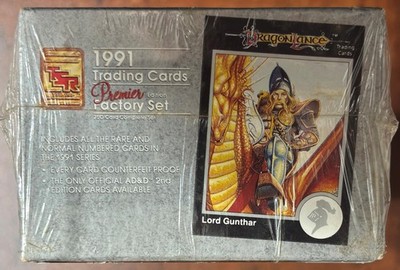 TSR
1991
Trading Cards
Premier Edition
Factory Set
INCLUDES ALL THE RARE AND
NORMAL NUMBERED CARDS IN
THE 1991 SERIES
• EVERY CARD COUNTERFEIT PROOF
• THE ONLY OFFICIAL AD&D 2nd
EDITION CARDS AVAILABLE
DragonLance
Trading
Cards
Lord Gunthar